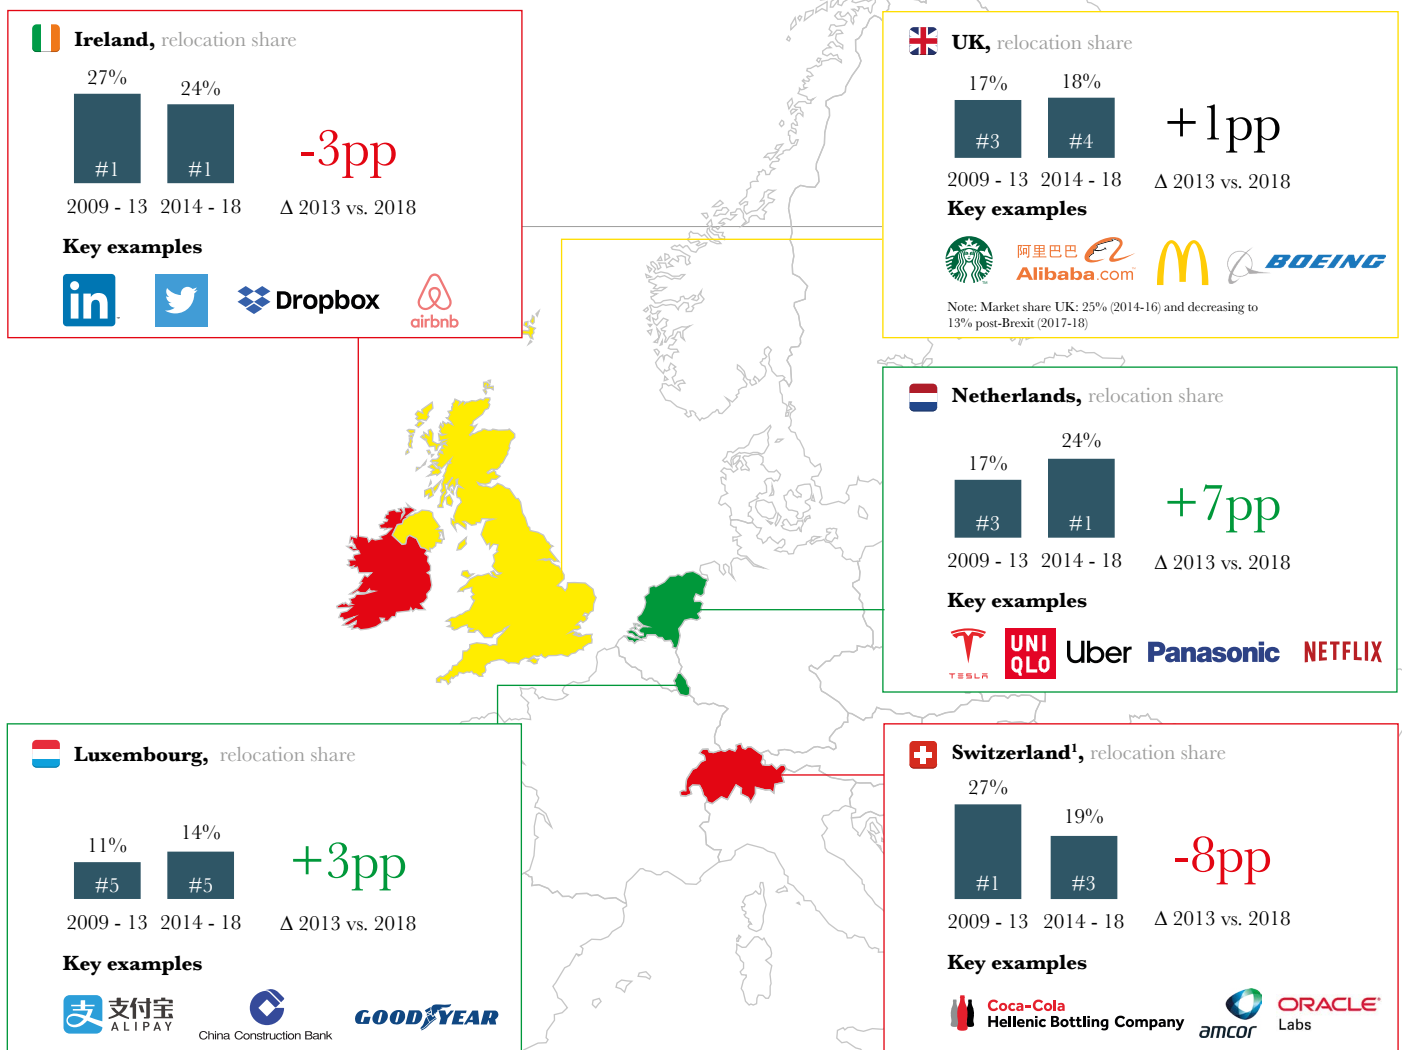 Ireland, relocation share
27%
24%
#1
#1
-3pp
2009 - 13 2014 - 18 Δ 2013 vs. 2018
Key examples
in
Dropbox
airbnb
UK, relocation share
17%
18%
#3
#4
+1pp
2009 - 13 2014 - 18 Δ 2013 vs. 2018
Key examples
阿里巴巴
Alibaba.com
BOEING
Note: Market share UK: 25% (2014-16) and decreasing to
13% post-Brexit (2017-18)
Netherlands, relocation share
17%
24%
#3
#1
+7pp
2009 - 13 2014 - 18 Δ 2013 vs. 2018
Key examples
TESLA
UNI
QLO
Uber
Panasonic
NETFLIX
Luxembourg, relocation share
11%
14%
#5
#5
+3pp
2009 - 13 2014 - 18 Δ 2013 vs. 2018
Key examples
支
支付宝
ALIPAY
China Construction Bank
GOODYEAR
Switzerland¹, relocation share
27%
19%
#1
#3
-8pp
2009 - 13 2014 - 18 Δ 2013 vs. 2018
Key examples
Coca-Cola
Hellenic Bottling Company
amcor
ORACLE®
Labs